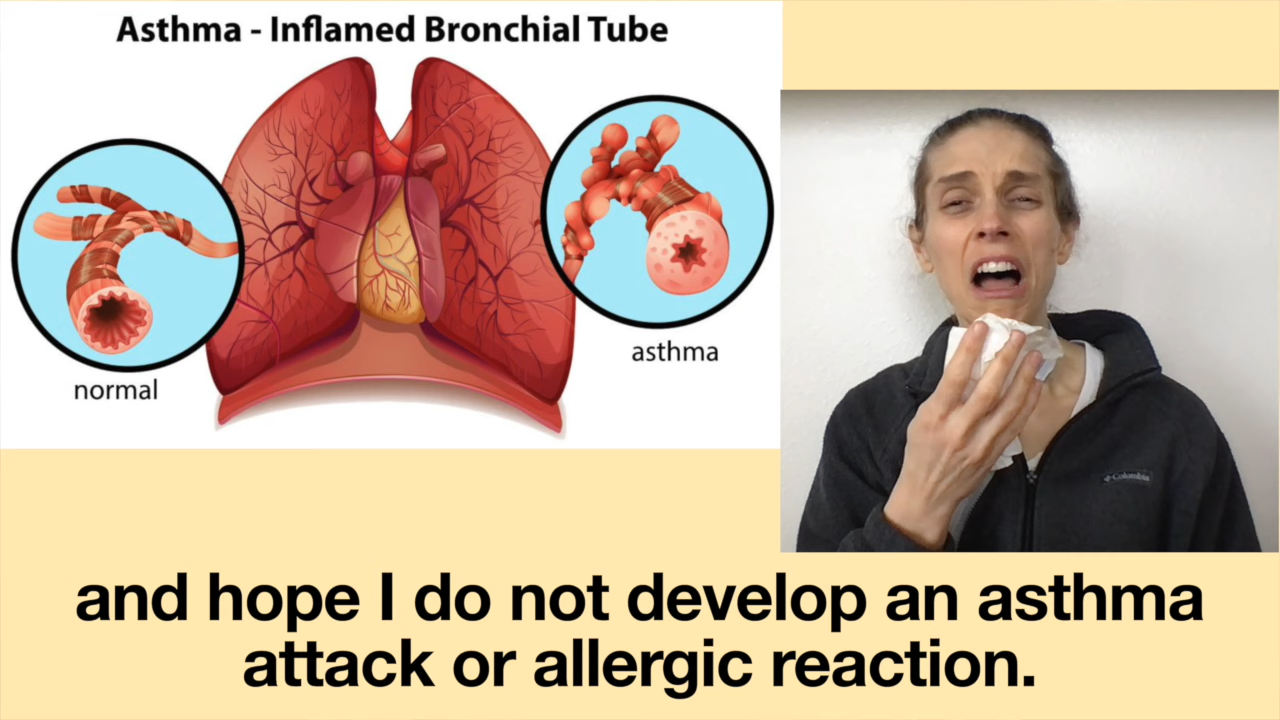 Asthma - Inflamed Bronchial Tube
normal
asthma
Columbia
and hope I do not develop an asthma
attack or allergic reaction.